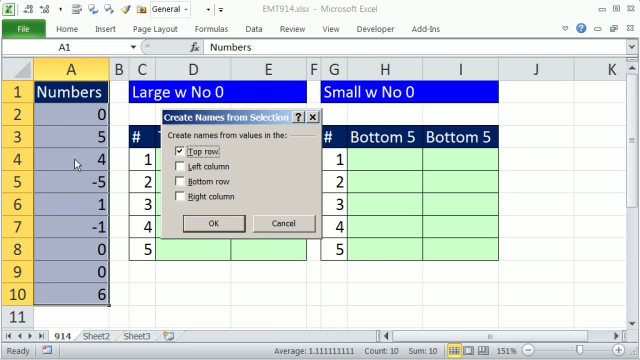 General
EMT914.xlsx - Microsoft Excel
File
Home
Insert
Page Layout
Formulas
Data
Review
View
Developer
Add-Ins
A1
fx
Numbers
A
B
C
D
E
F
G
H
I
J
K
1
Numbers
Large w No 0
Small w No 0
2
0
3
5
#
Bottom 5
Bottom 5
4
4
1
1
5
-5
2
2
6
1
3
3
7
-1
4
4
8
0
5
5
9
0
10
6
11
Create Names from Selection
Create names from values in the:
Top row
Left column
Bottom row
Right column
OK
Cancel
914
Sheet2
Sheet3
Ready
Average: 1.111111111
Count: 10
Sum: 10
151%